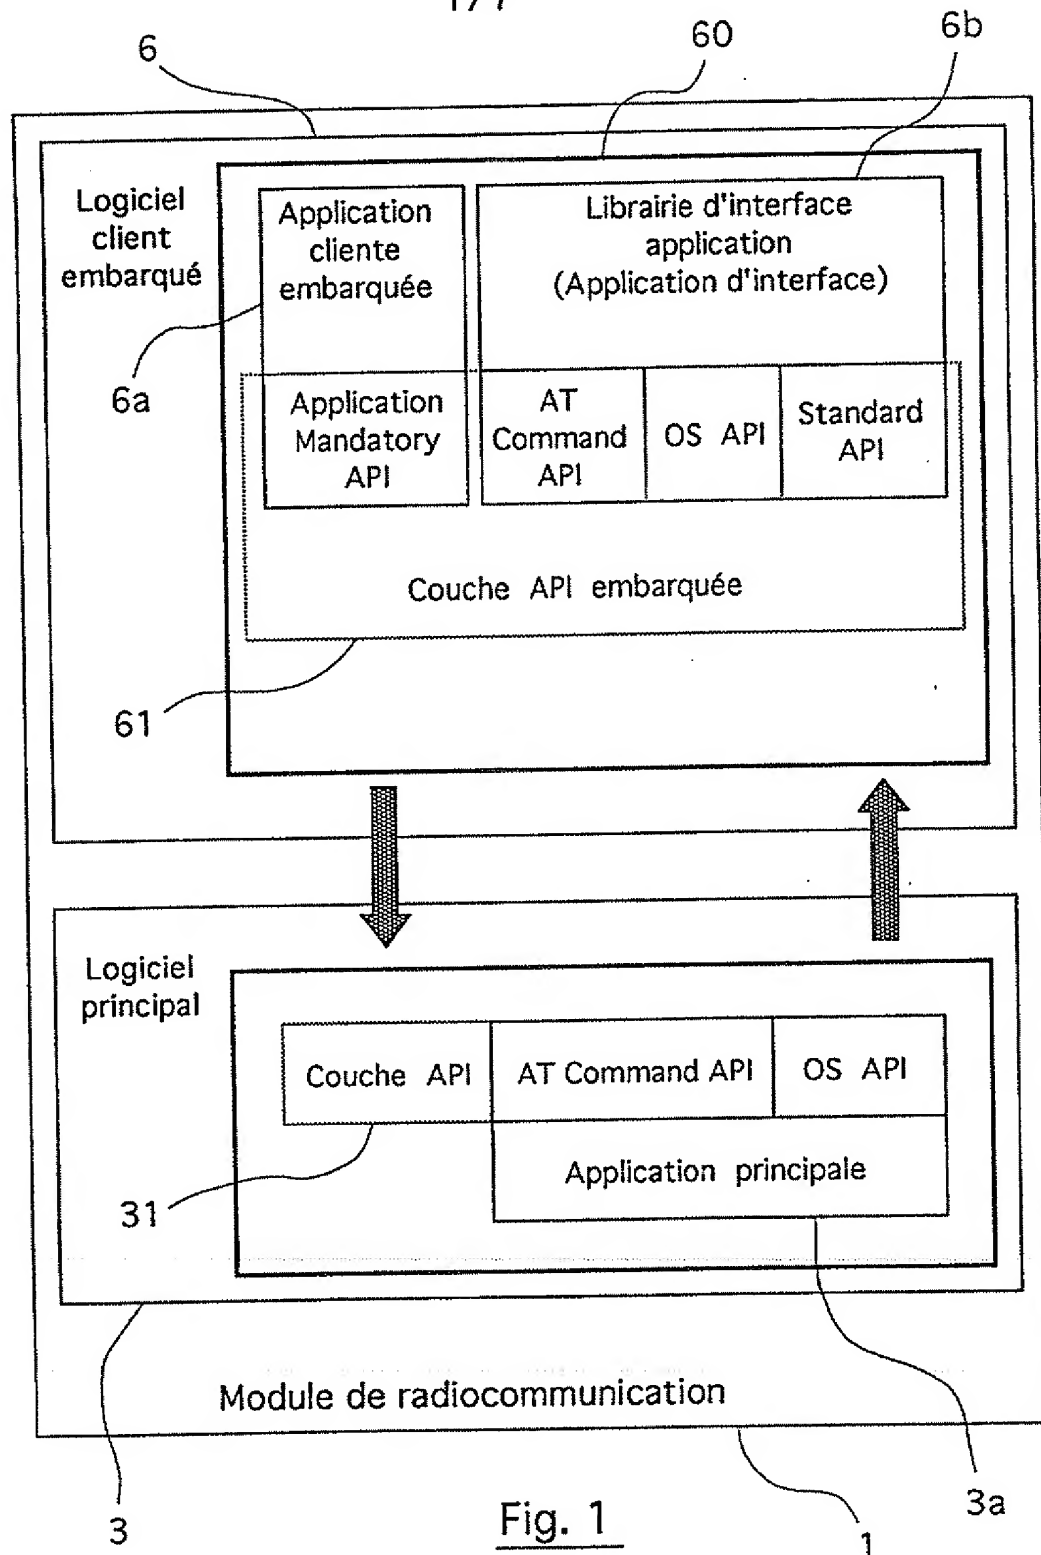 1/7
6
60
6b
Logiciel
client
embarqué
Application
cliente
embarquée
Librairie d'interface
application
(Application d'interface)
6a
Application
Mandatory
API
AT
Command
API
OS API
Standard
API
Couche API embarquée
61
Logiciel
principal
Couche API
AT Command API
OS API
Application principale
31
Module de radiocommunication
3
Fig. 1
1
3a